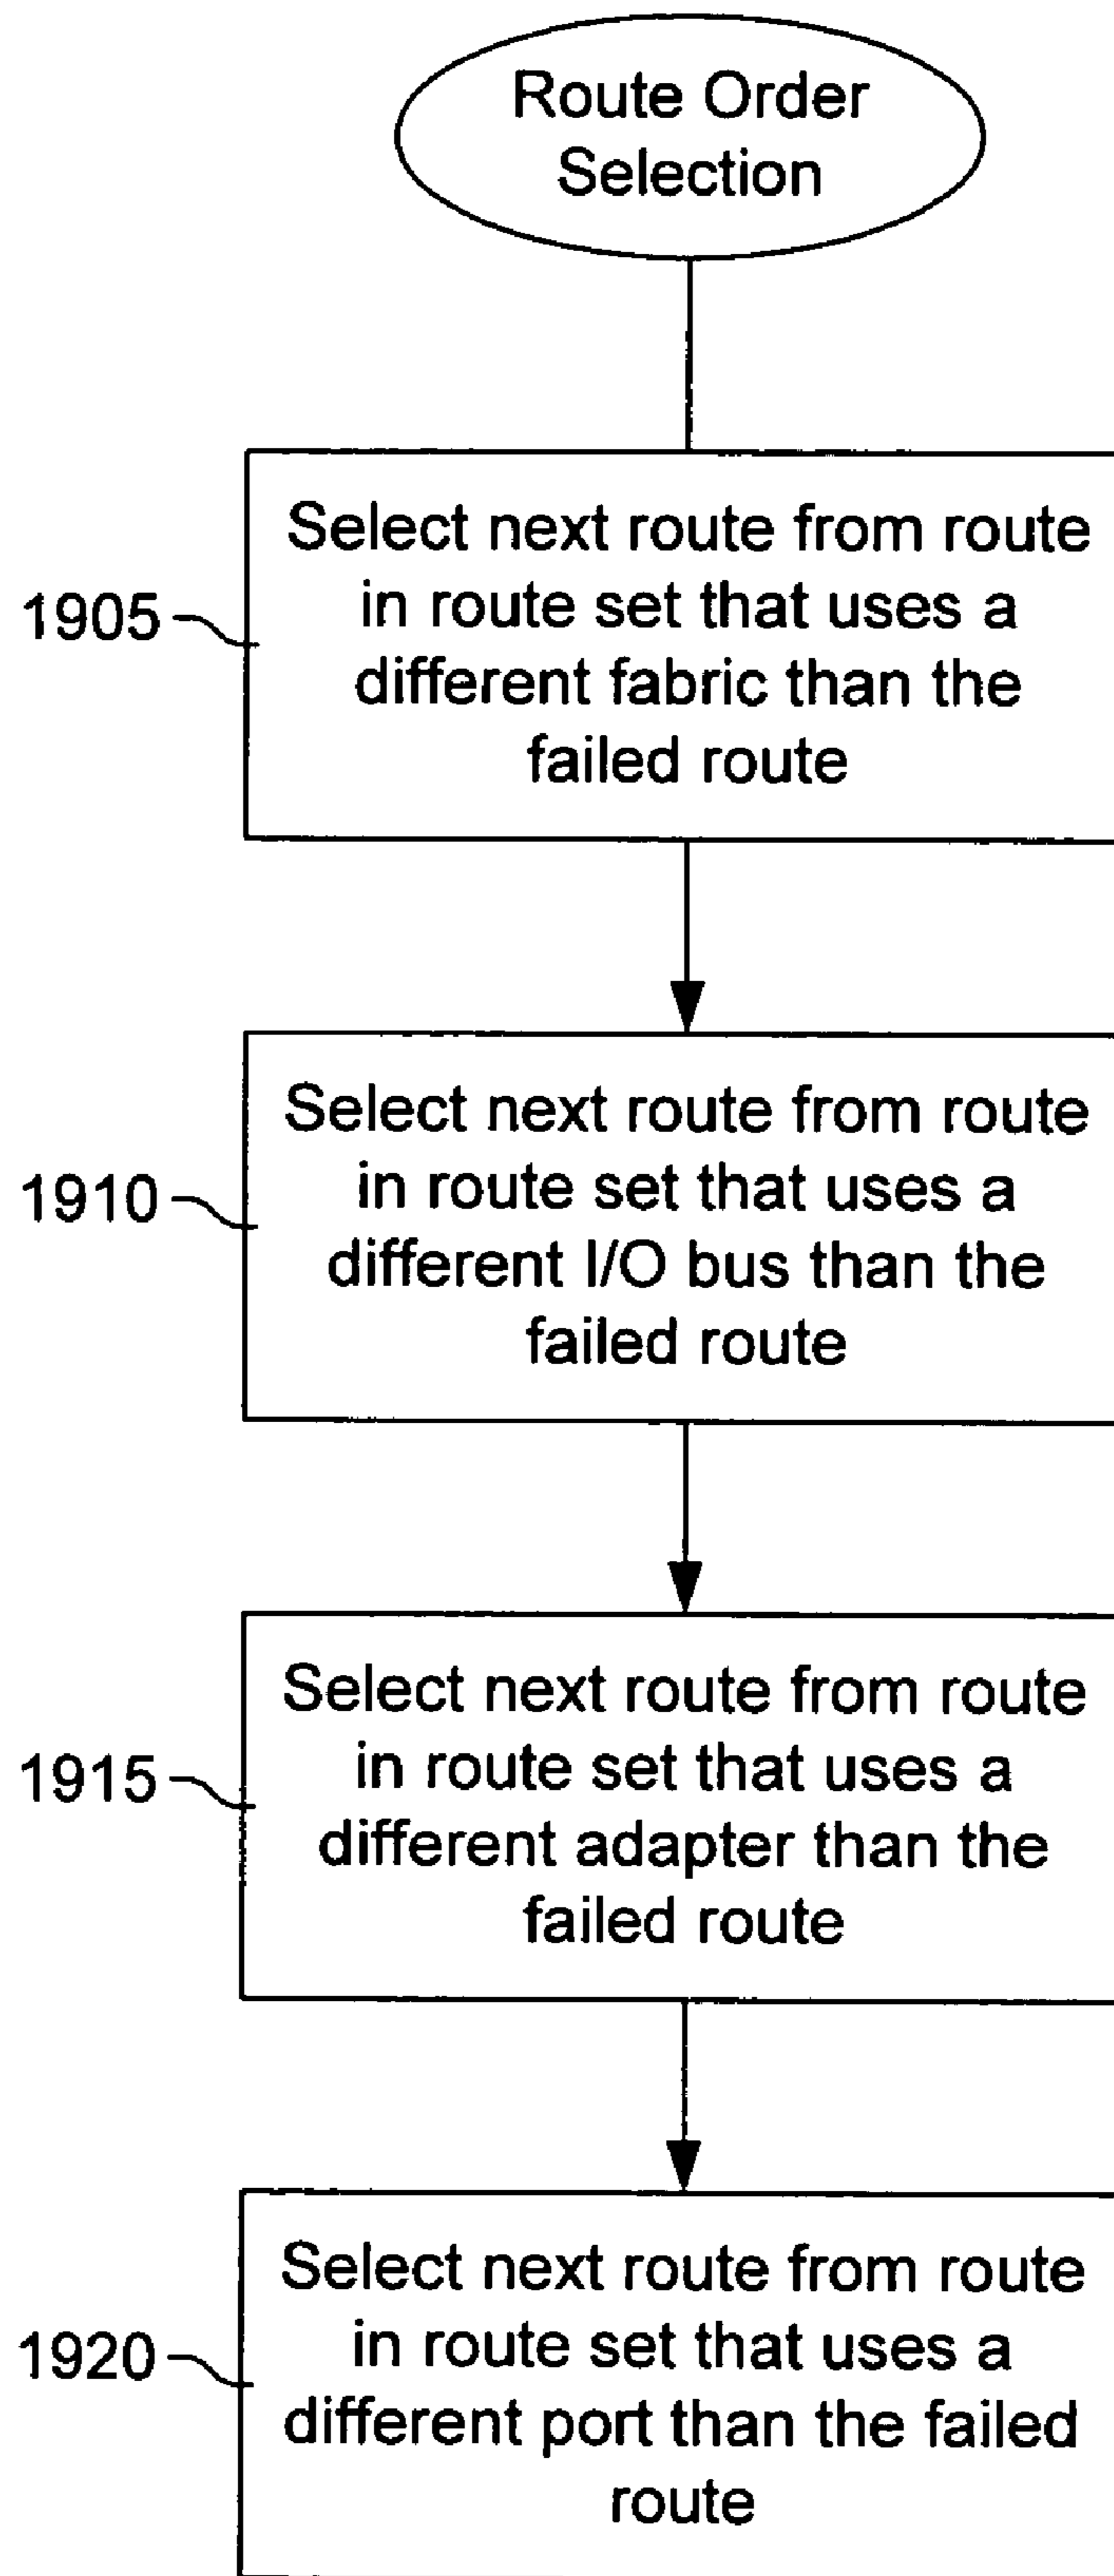 Route Order
Selection
Select next route from route
in route set that uses a
different fabric than the
failed route
1905
Select next route from route
in route set that uses a
different I/O bus than the
failed route
1910
Select next route from route
in route set that uses a
different adapter than the
failed route
1915
Select next route from route
in route set that uses a
different port than the failed
route
1920